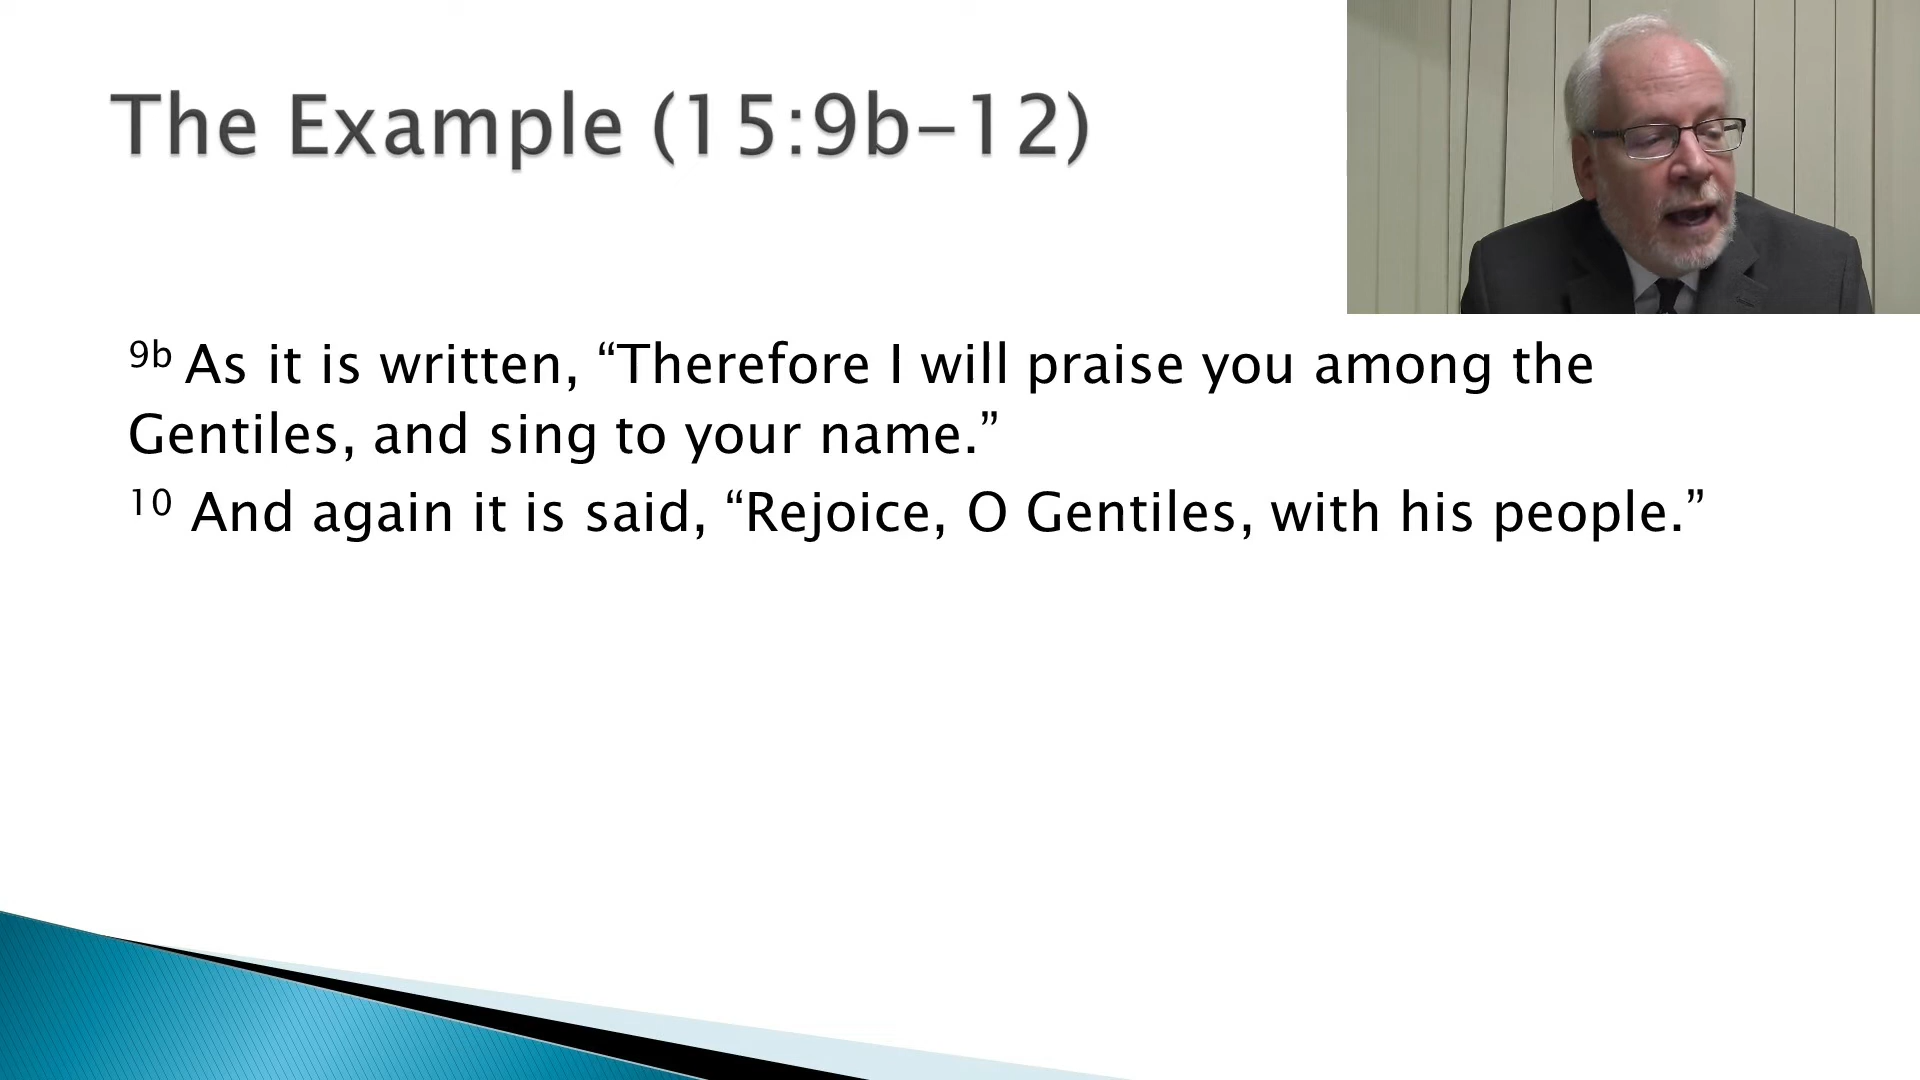 The Example (15:9b-12)
9b As it is written, “Therefore I will praise you among the
Gentiles, and sing to your name.”
10 And again it is said, “Rejoice, O Gentiles, with his people.”